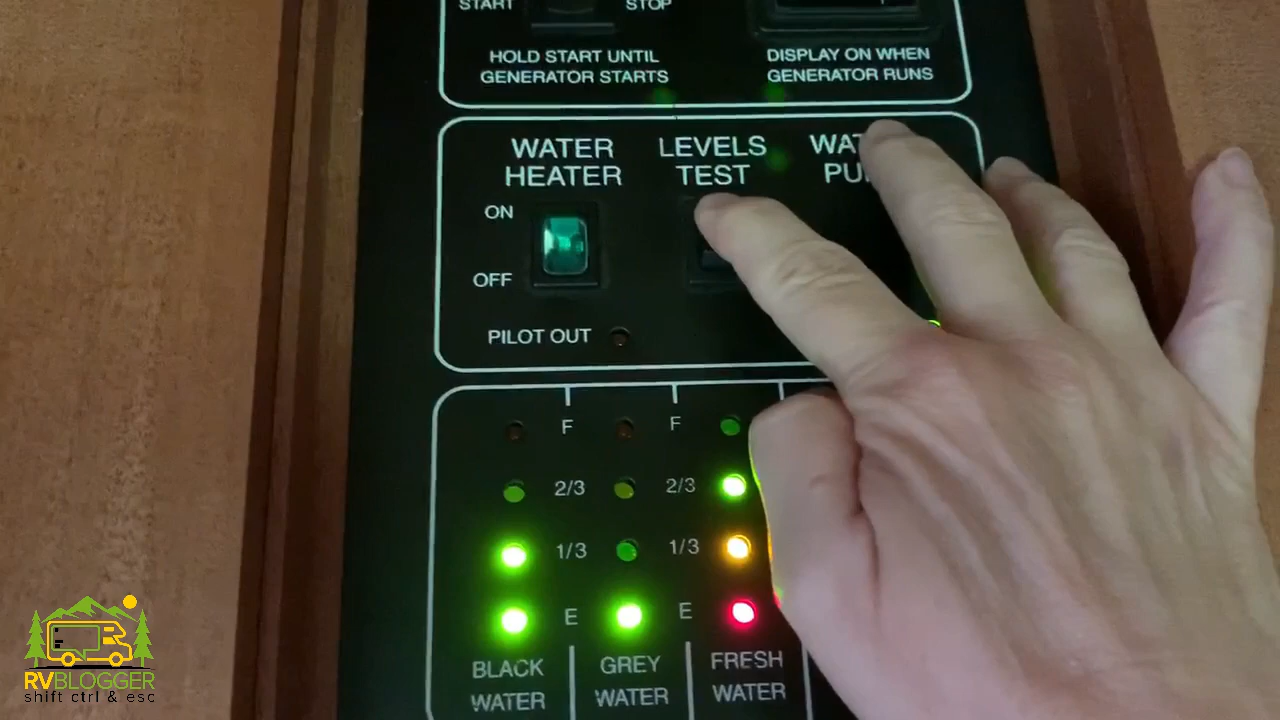 START STOP
HOLD START UNTIL
GENERATOR STARTS
DISPLAY ON WHEN
GENERATOR RUNS
WATER
HEATER
LEVELS
TEST
WAT
PU
ON
OFF
PILOT OUT
F F
2/3 2/3
1/3 1/3
E E
BLACK
WATER
GREY
WATER
FRESH
WATER
RVBLOGGER
shift ctrl & esc